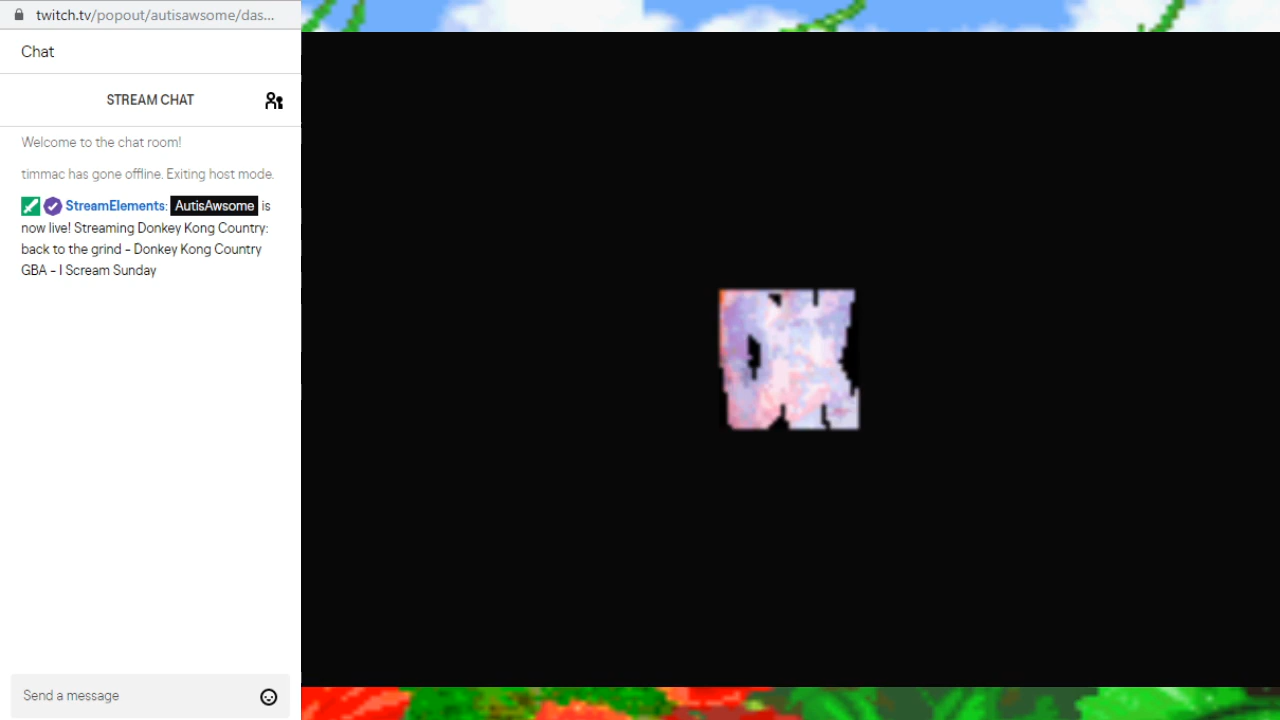 twitch.tv/popout/autisawsome/das...
Chat
STREAM CHAT
Welcome to the chat room!
timmac has gone offline. Exiting host mode.
StreamElements: AutisAwsome is
now live! Streaming Donkey Kong Country:
back to the grind - Donkey Kong Country
GBA - I Scream Sunday
DK
Send a message